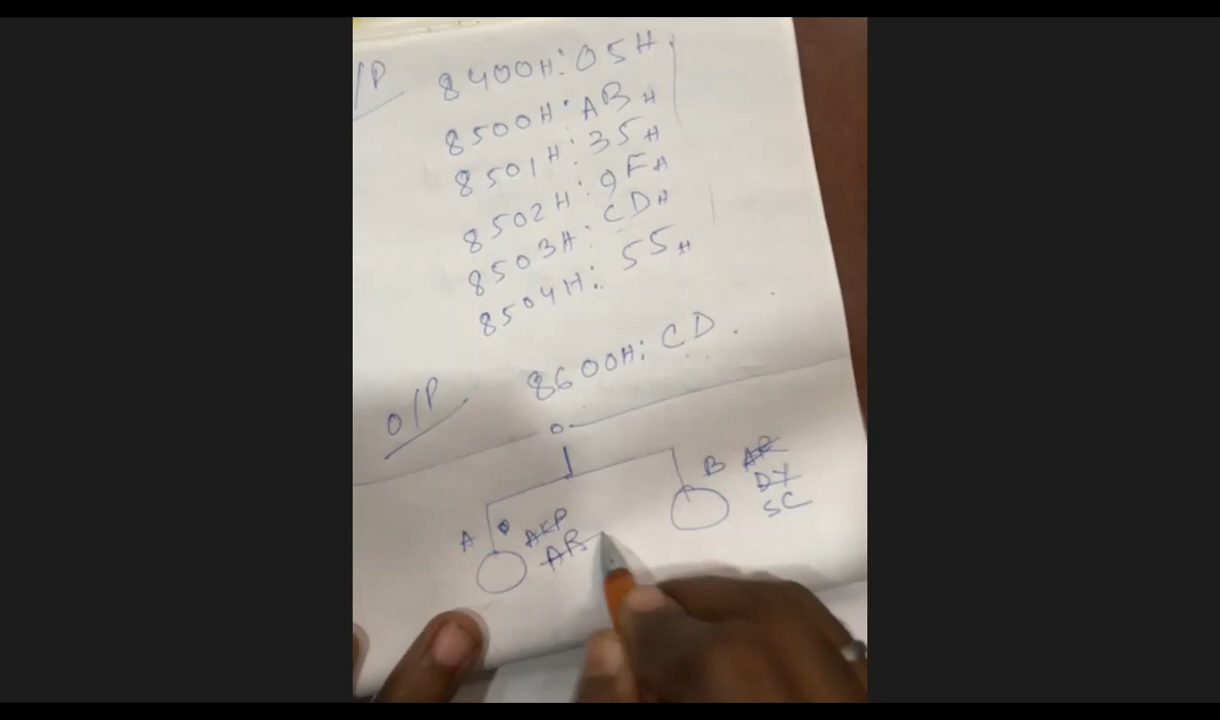 /P 8400H: 05H
8500H: ABH
8501H: 35H
8502H: 9FH
8503H: CDH
8504H: 55H
O/P 8600H: CD
B AR
DY
SC
A AKP
AR